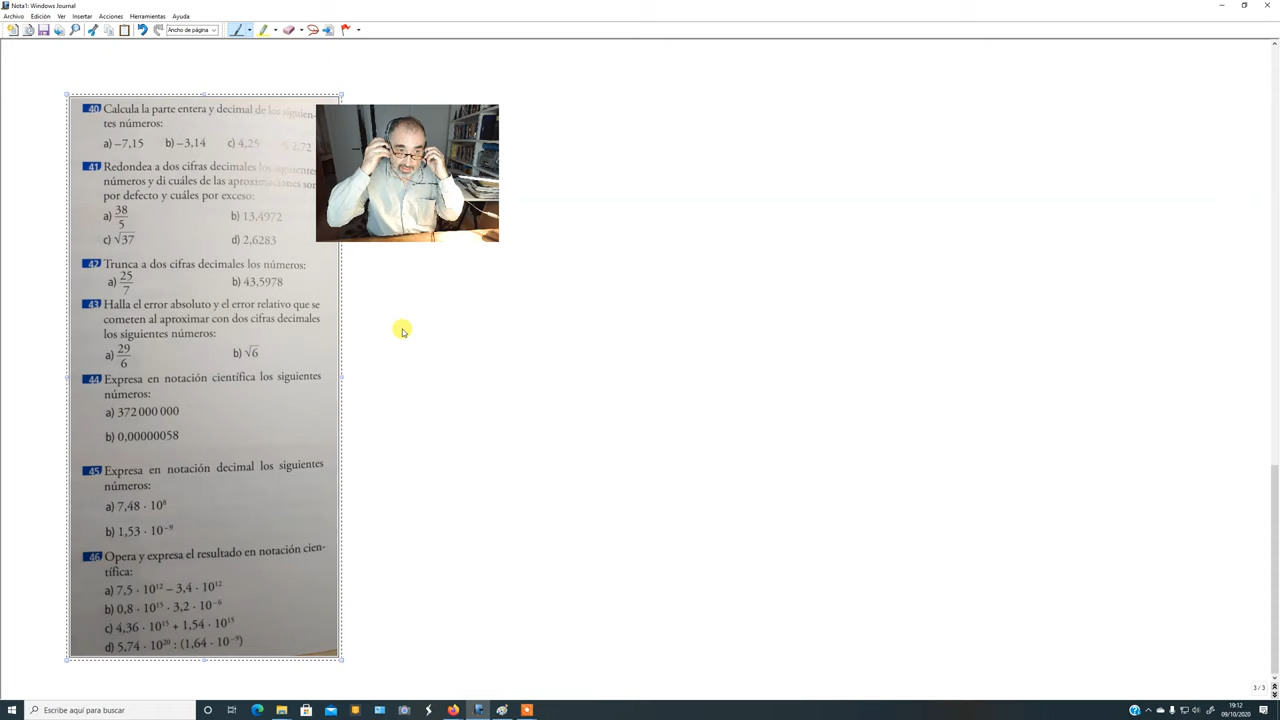 Nota1: Windows Journal
Archivo Edición Ver Insertar Acciones Herramientas Ayuda
Ancho de página
40 Calcula la parte entera y decimal de los siguien-
tes números:
a) −7,15 b) −3,14 c) 4,25 2,72
41 Redondea a dos cifras decimales los siguientes
números y di cuáles de las aproximaciones son
por defecto y cuáles por exceso:
a) 38/5 b) 13,4972
c) √37 d) 2,6283
42 Trunca a dos cifras decimales los números:
a) 25/7 b) 43,5978
43 Halla el error absoluto y el error relativo que se
cometen al aproximar con dos cifras decimales
los siguientes números:
a) 29/6 b) √6
44 Expresa en notación científica los siguientes
números:
a) 372 000 000
b) 0,00000058
45 Expresa en notación decimal los siguientes
números:
a) 7,48 · 10⁸
b) 1,53 · 10⁻⁹
46 Opera y expresa el resultado en notación cien-
tífica:
a) 7,5 · 10¹² − 3,4 · 10¹²
b) 0,8 · 10¹⁵ · 3,2 · 10⁻⁶
c) 4,36 · 10¹⁵ + 1,54 · 10¹⁵
d) 5,74 · 10²⁰ : (1,64 · 10⁻⁹)
3 / 3
Escribe aquí para buscar
19:12
09/10/2020